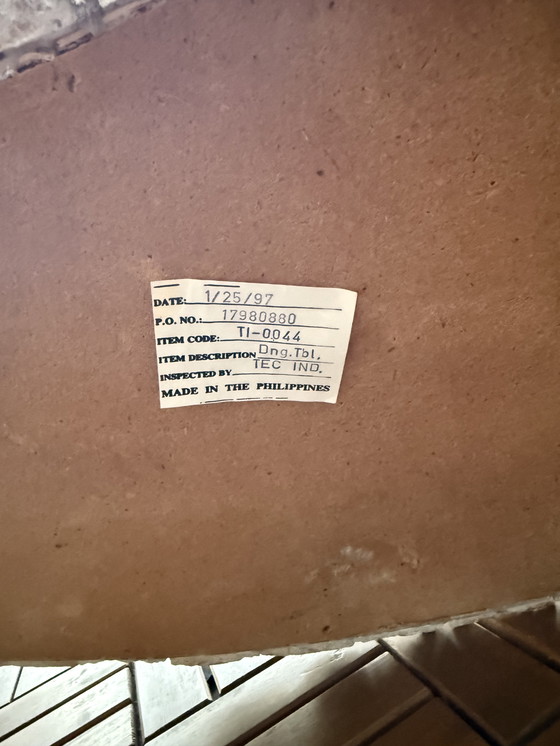 DATE: 1/25/97
P.O. NO.: 17980880
ITEM CODE: TI-0044
ITEM DESCRIPTION Dng.Tbl.
INSPECTED BY TEC IND.
MADE IN THE PHILIPPINES